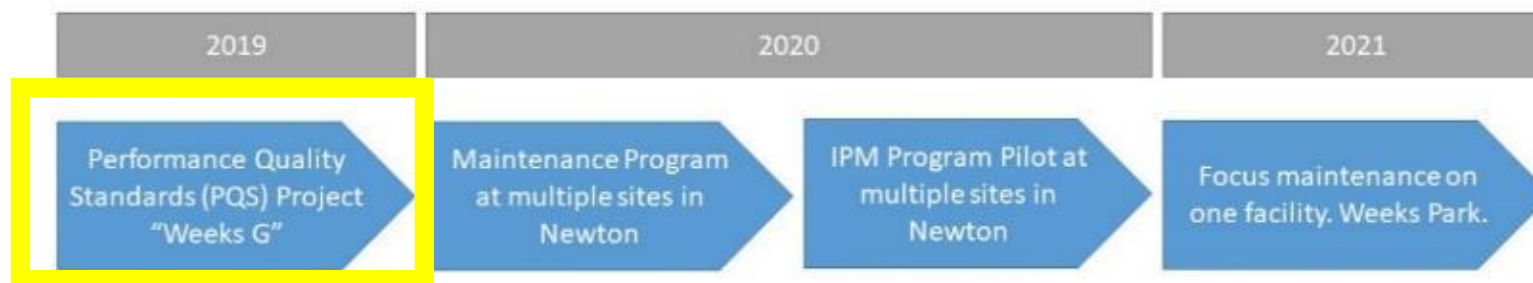 2019
2020
2021
Performance Quality
Standards (PQS) Project
“Weeks G”
Maintenance Program
at multiple sites in
Newton
IPM Program Pilot at
multiple sites in
Newton
Focus maintenance on
one facility. Weeks Park.